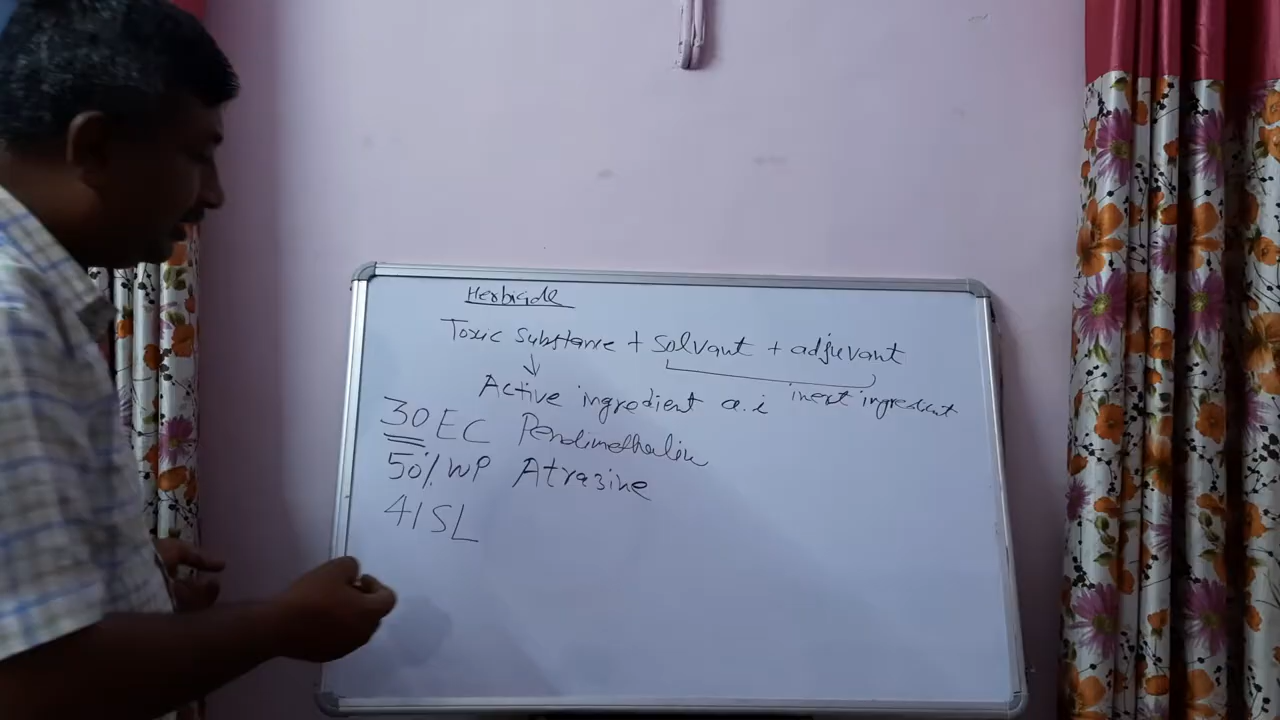 Herbicide
Toxic Substance + Solvant + adjuvant
Active ingredient a.i inert ingredient
30 EC Pendimethalin
50% WP Atrazine
41 SL